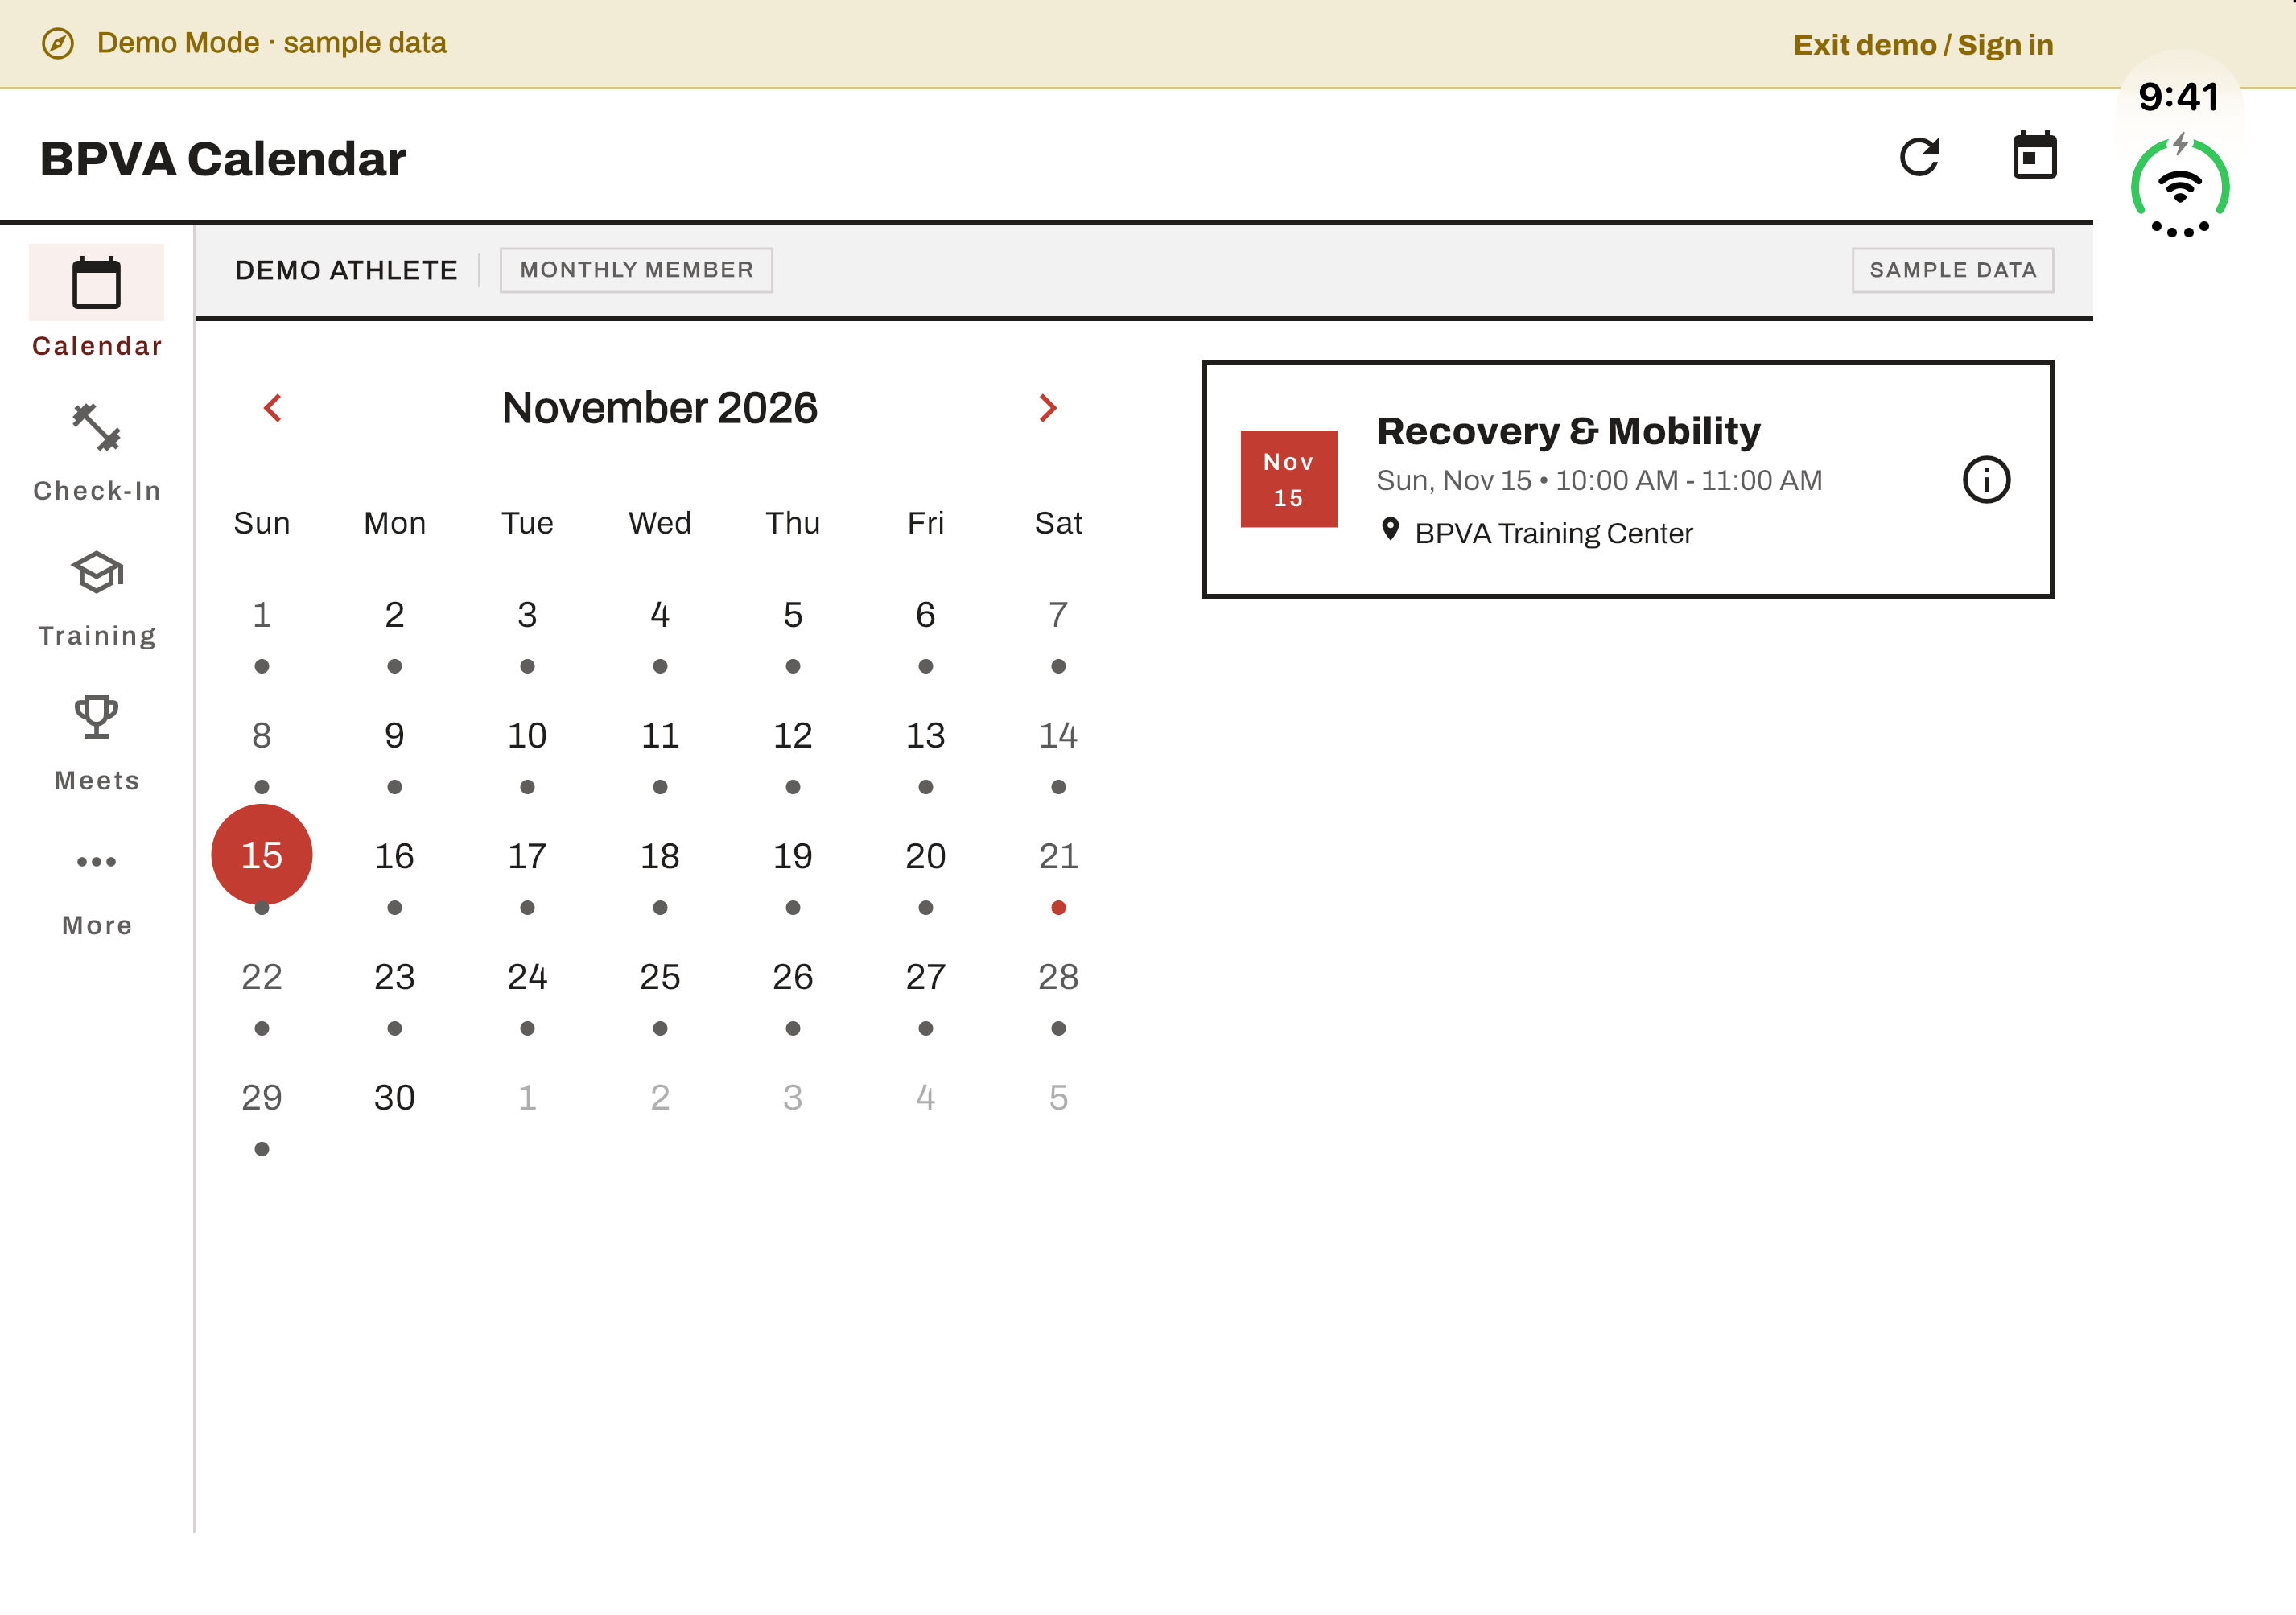 Demo Mode · sample data
Exit demo / Sign in
9:41
BPVA Calendar
DEMO ATHLETE
MONTHLY MEMBER
SAMPLE DATA
Calendar
Check-In
Training
Meets
More
November 2026
Sun Mon Tue Wed Thu Fri Sat
1 2 3 4 5 6 7
8 9 10 11 12 13 14
15 16 17 18 19 20 21
22 23 24 25 26 27 28
29 30 1 2 3 4 5
Nov
15
Recovery & Mobility
Sun, Nov 15 • 10:00 AM - 11:00 AM
BPVA Training Center